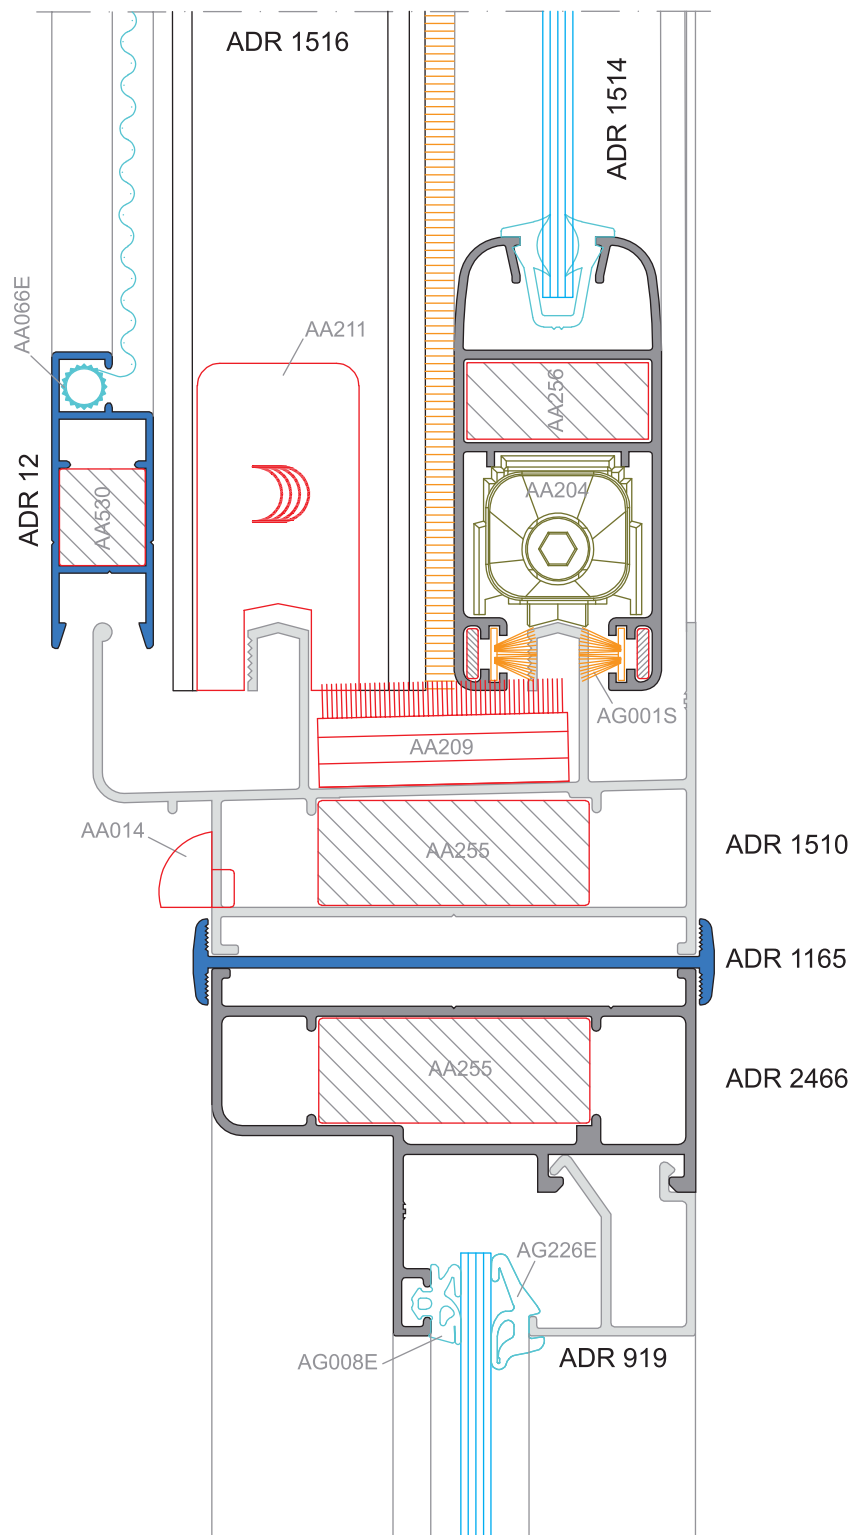 ADR 1516
ADR 1514
AA066E
AA211
AA256
ADR 12
AA530
AA204
AG001S
AA209
AA014
AA255
ADR 1510
ADR 1165
AA255
ADR 2466
AG226E
AG008E
ADR 919